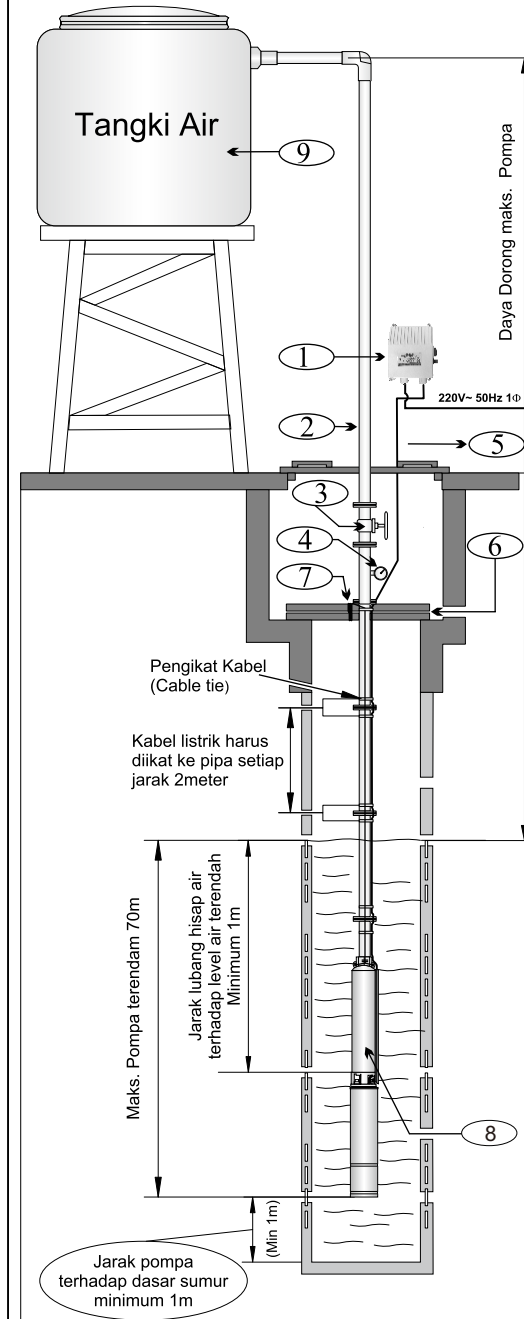 Tangki Air
9
Daya Dorong maks. Pompa
1
220V~ 50Hz 1Φ
2
5
3
4
6
7
Pengikat Kabel
(Cable tie)
Kabel listrik harus
diikat ke pipa setiap
jarak 2meter
Maks. Pompa terendam 70m
Jarak lubang hisap air
terhadap level air terendah
Minimum 1m
8
(Min 1m)
Jarak pompa
terhadap dasar sumur
minimum 1m